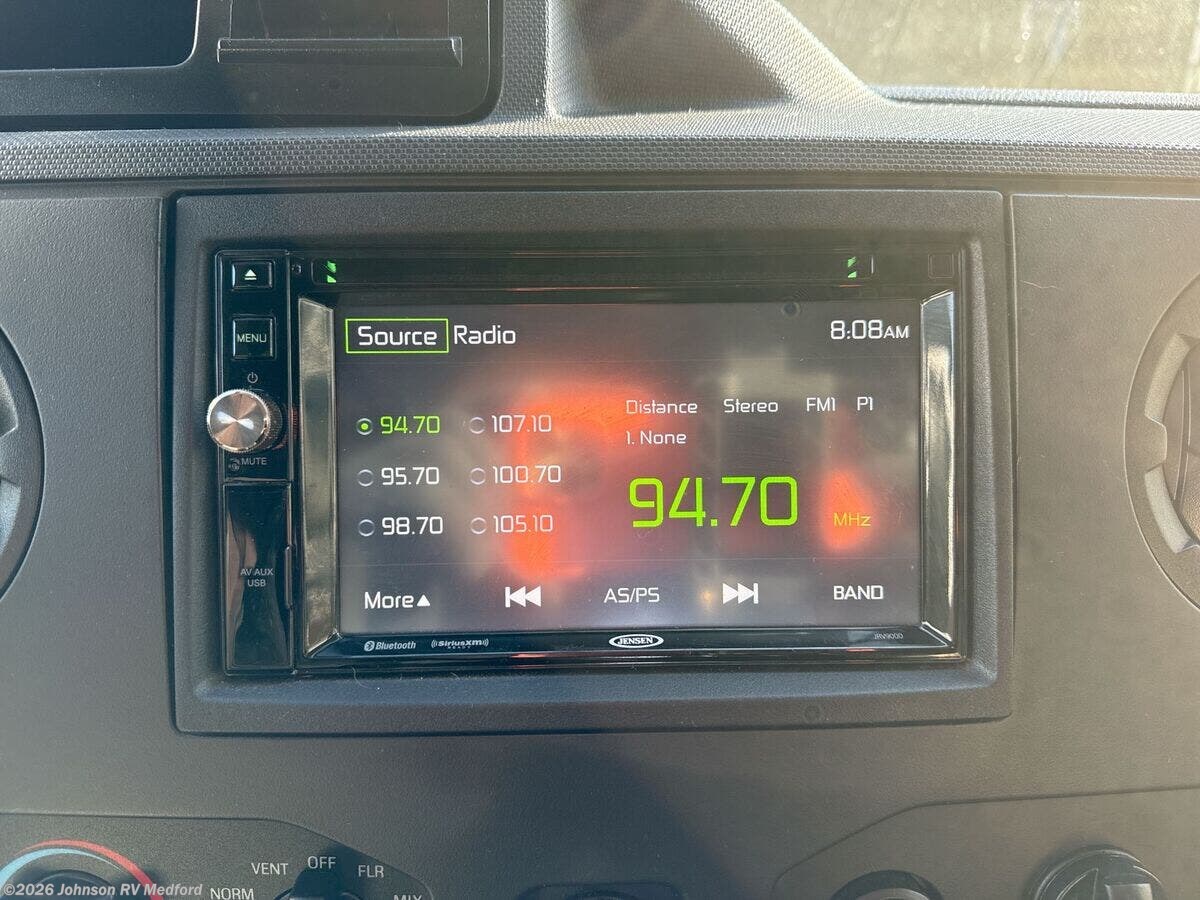 MENU
MUTE
AV AUX
USB
Source Radio 8:08AM
94.70 107.10
95.70 100.70
98.70 105.10
Distance Stereo FM1 P1
1. None
94.70 MHz
More AS/PS BAND
Bluetooth SiriusXM READY JENSEN JRV9000
VENT OFF FLR
NORM MIX
©2026 Johnson RV Medford